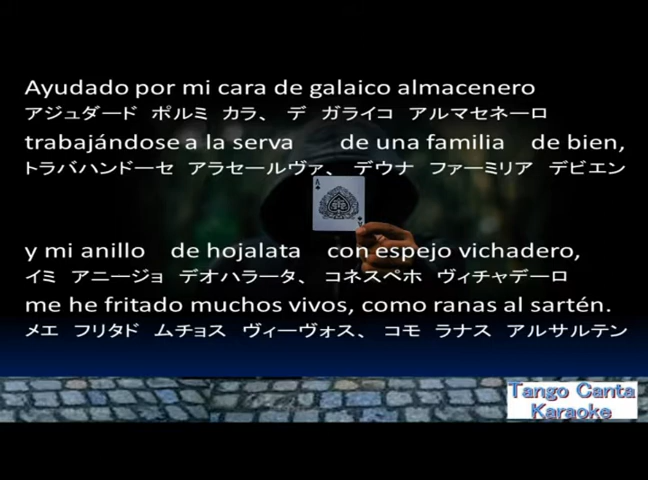 Ayudado por mi cara de galaico almacenero
アジュダード ポルミ カラ、 デ ガライコ アルマセネーロ
trabajándose a la serva de una familia de bien,
トラバハンドーセ アラセールヴァ、 デウナ ファーミリア デビエン
y mi anillo de hojalata con espejo vichadero,
イミ アニージョ デオハラータ、 コネスペホ ヴィチャデーロ
me he fritado muchos vivos, como ranas al sartén.
メエ フリタド ムチョス ヴィーヴォス、 コモ ラナス アルサルテン
A
Tango Canta
Karaoke